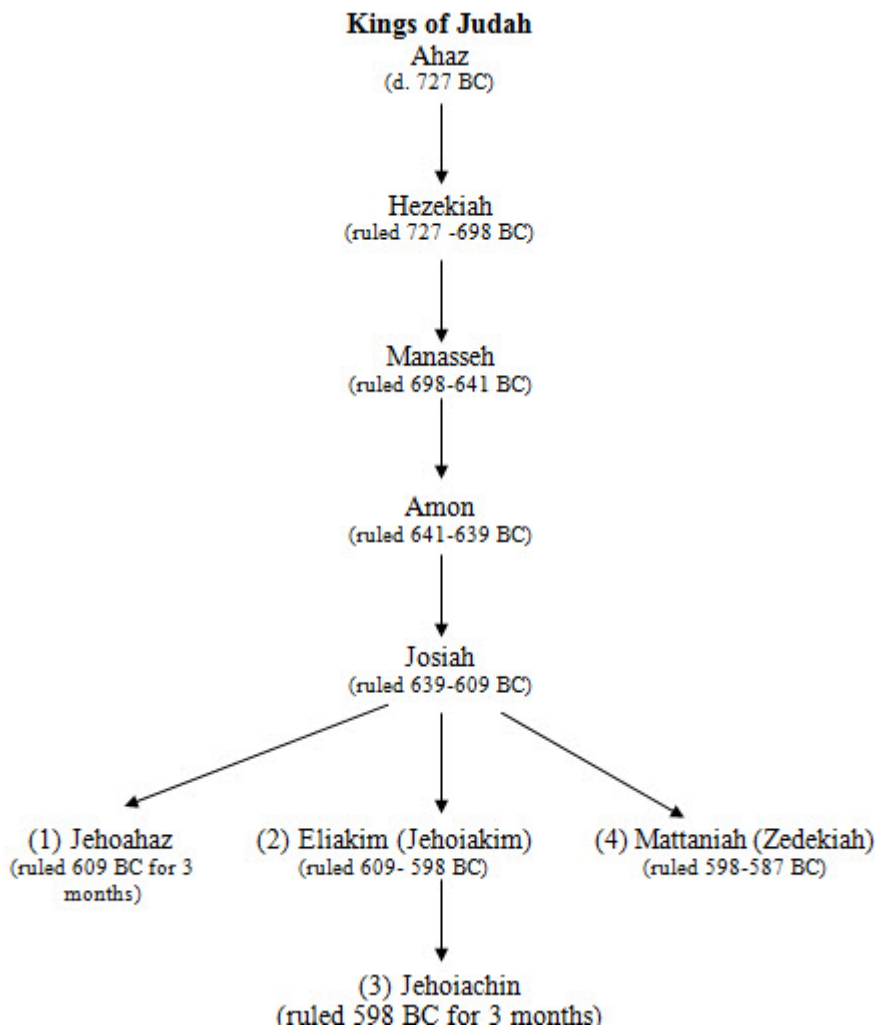 Kings of Judah
Ahaz
(d. 727 BC)
Hezekiah
(ruled 727 -698 BC)
Manasseh
(ruled 698-641 BC)
Amon
(ruled 641-639 BC)
Josiah
(ruled 639-609 BC)
(1) Jehoahaz
(ruled 609 BC for 3
months)
(2) Eliakim (Jehoiakim)
(ruled 609- 598 BC)
(4) Mattaniah (Zedekiah)
(ruled 598-587 BC)
(3) Jehoiachin
(ruled 598 BC for 3 months)